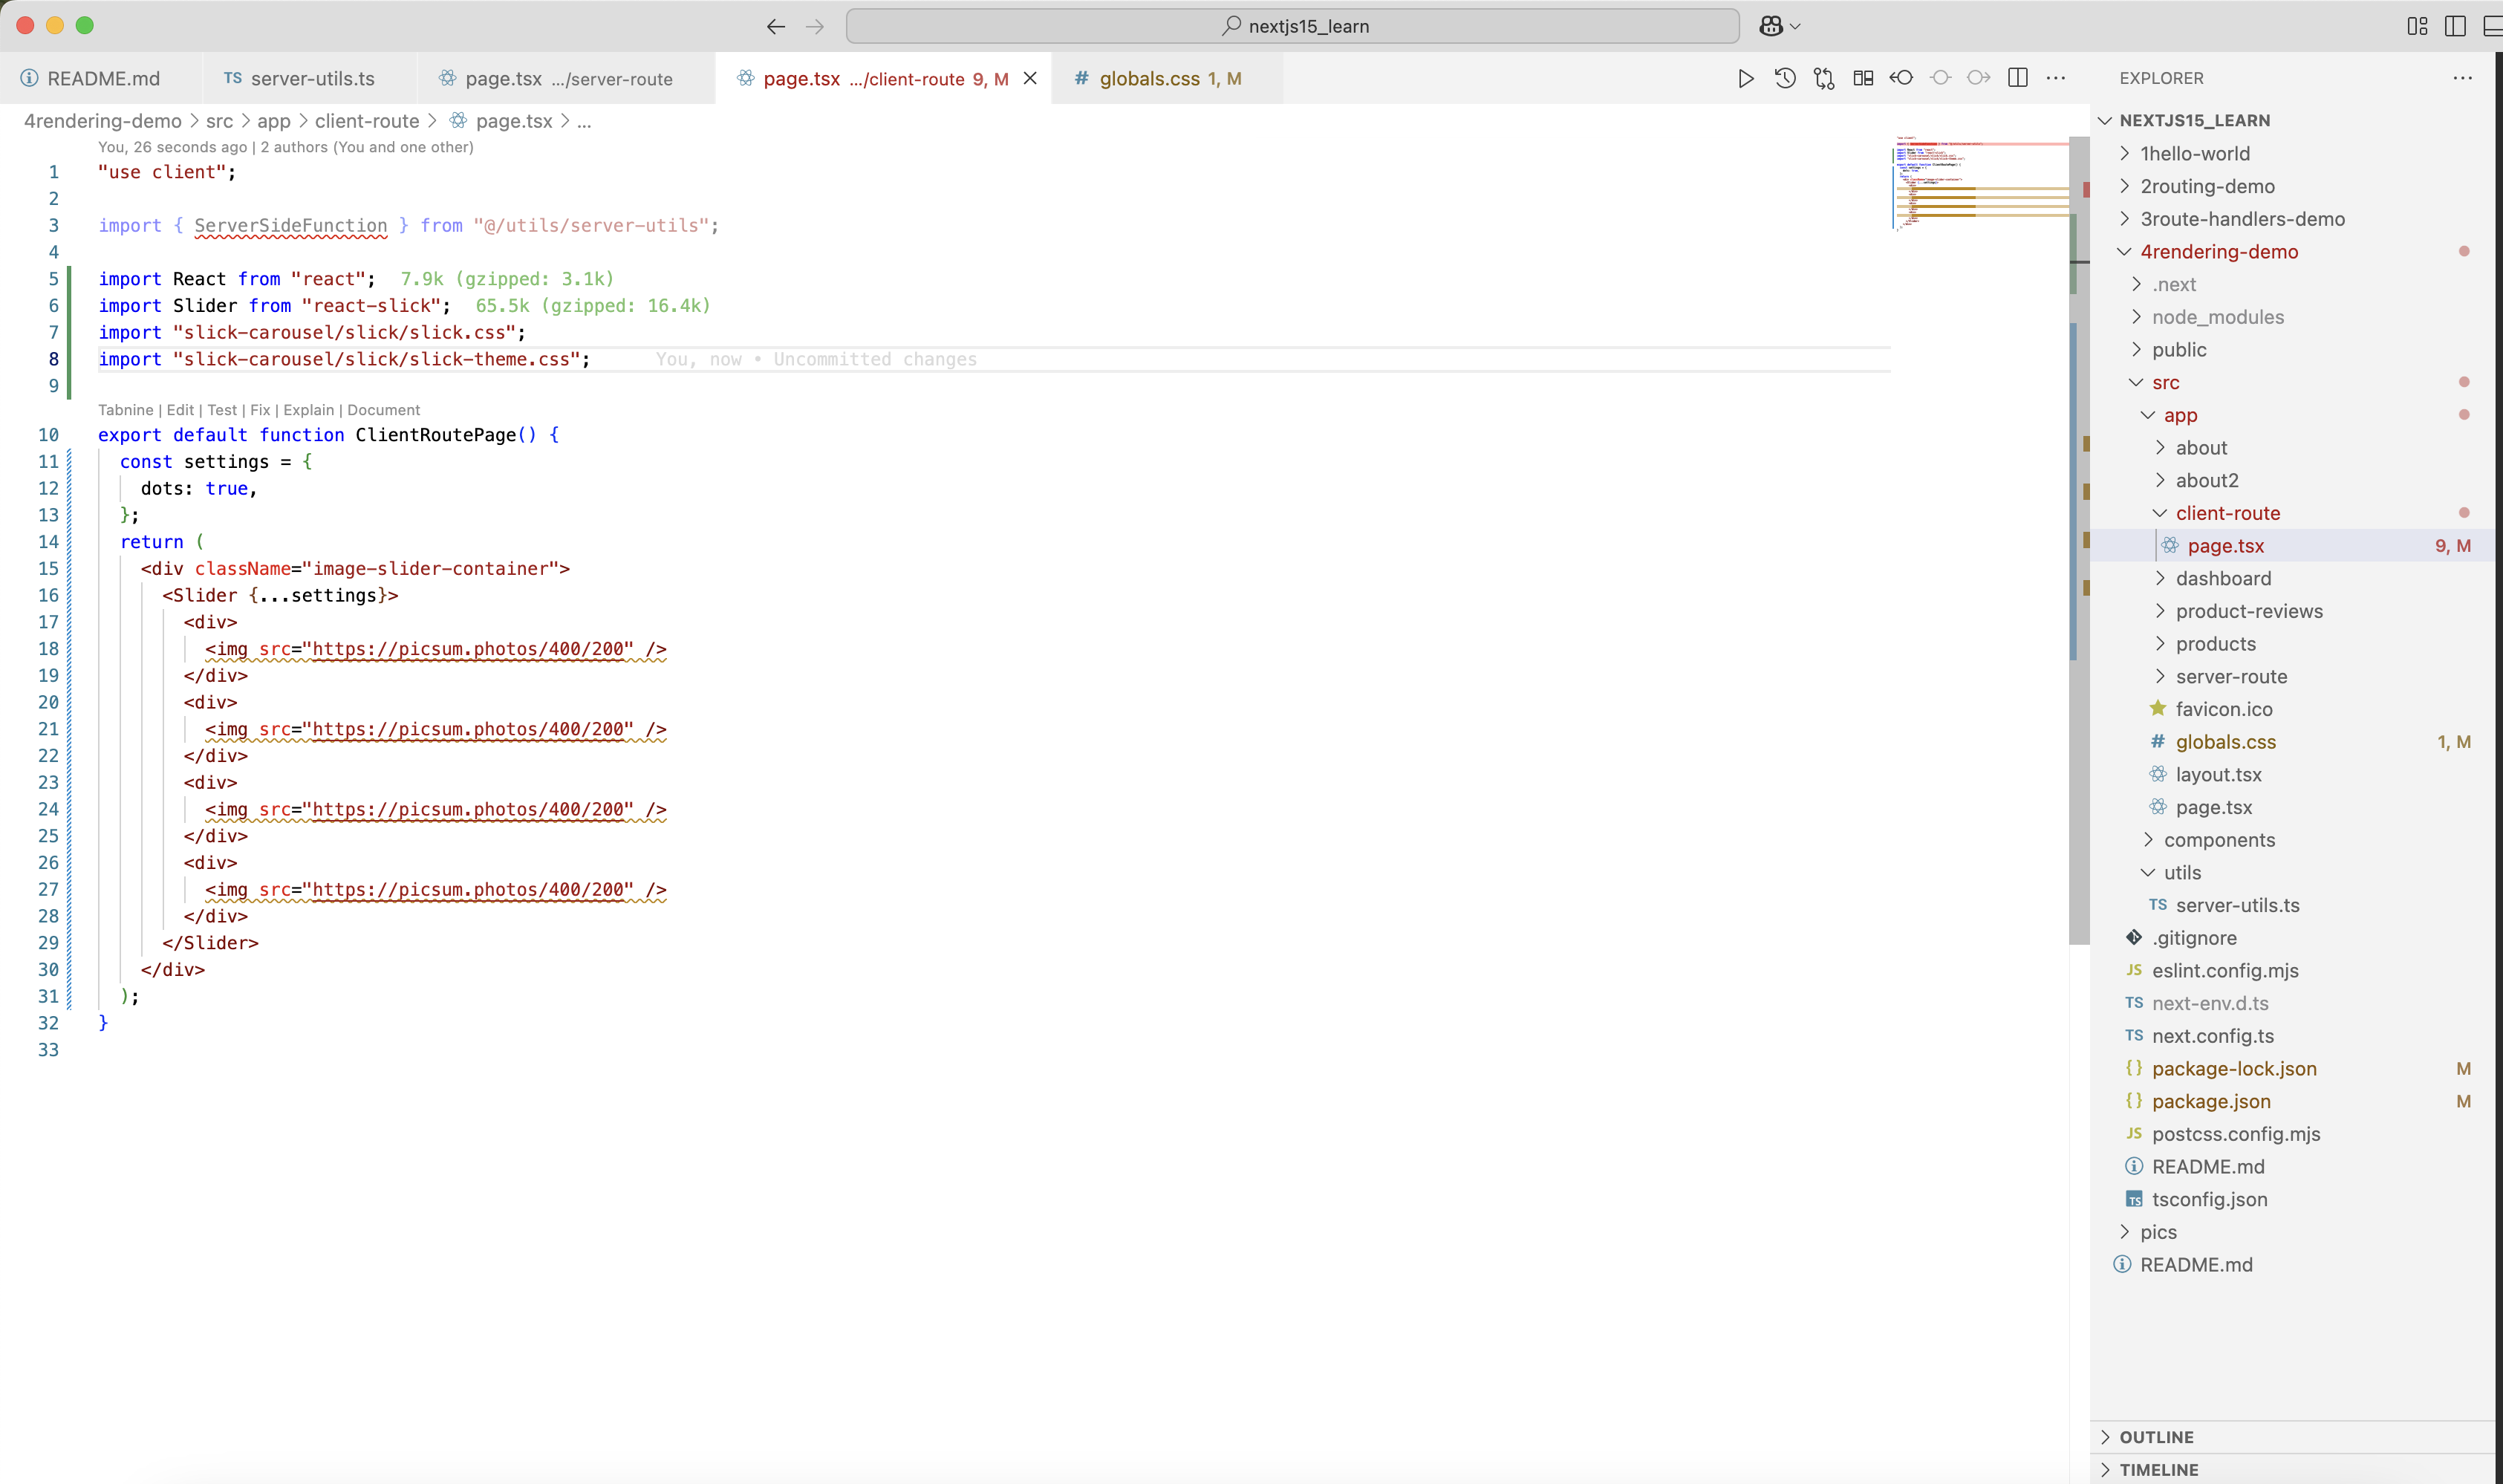 nextjs15_learn
README.md
TS server-utils.ts
page.tsx .../server-route
page.tsx .../client-route 9, M
# globals.css 1, M
4rendering-demo > src > app > client-route > page.tsx > ...
You, 26 seconds ago | 2 authors (You and one other)
1 "use client";
2
3 import { ServerSideFunction } from "@/utils/server-utils";
4
5 import React from "react"; 7.9k (gzipped: 3.1k)
6 import Slider from "react-slick"; 65.5k (gzipped: 16.4k)
7 import "slick-carousel/slick/slick.css";
8 import "slick-carousel/slick/slick-theme.css"; You, now • Uncommitted changes
9
Tabnine | Edit | Test | Fix | Explain | Document
10 export default function ClientRoutePage() {
11 const settings = {
12 dots: true,
13 };
14 return (
15 <div className="image-slider-container">
16 <Slider {...settings}>
17 <div>
18 <img src="https://picsum.photos/400/200" />
19 </div>
20 <div>
21 <img src="https://picsum.photos/400/200" />
22 </div>
23 <div>
24 <img src="https://picsum.photos/400/200" />
25 </div>
26 <div>
27 <img src="https://picsum.photos/400/200" />
28 </div>
29 </Slider>
30 </div>
31 );
32 }
33
EXPLORER
NEXTJS15_LEARN
1hello-world
2routing-demo
3route-handlers-demo
4rendering-demo
.next
node_modules
public
src
app
about
about2
client-route
page.tsx 9, M
dashboard
product-reviews
products
server-route
favicon.ico
# globals.css 1, M
layout.tsx
page.tsx
components
utils
TS server-utils.ts
.gitignore
JS eslint.config.mjs
TS next-env.d.ts
TS next.config.ts
{} package-lock.json M
{} package.json M
JS postcss.config.mjs
README.md
TS tsconfig.json
pics
README.md
OUTLINE
TIMELINE